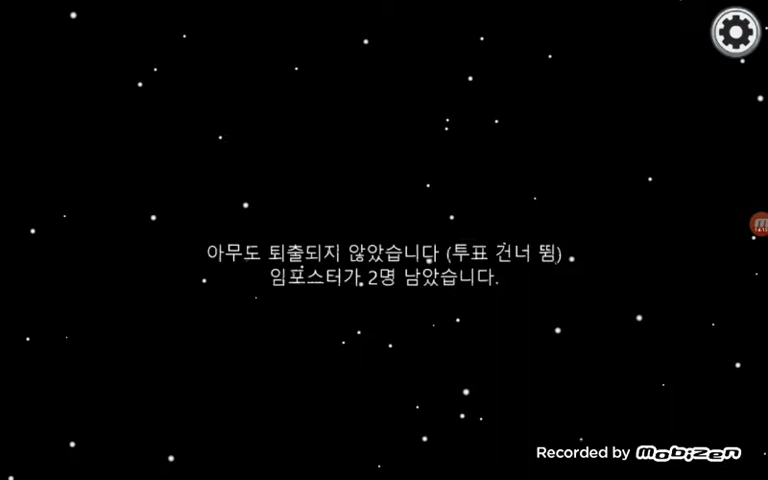 아무도 퇴출되지 않았습니다 (투표 건너 뜀)
임포스터가 2명 남았습니다.
Recorded by mobizen